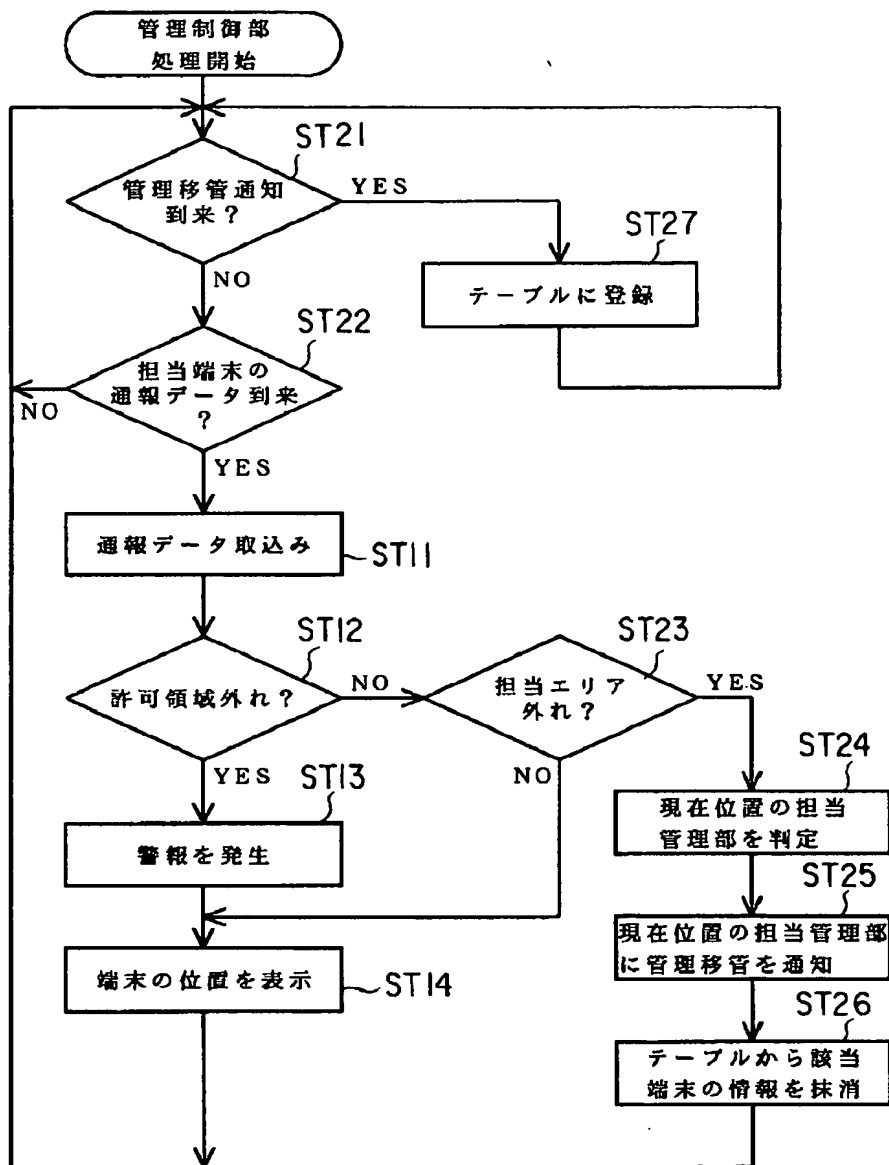 管理制御部
処理開始
ST21
管理移管通知
到来?
YES
NO
ST27
テーブルに登録
ST22
担当端末の
通報データ到来
?
NO
YES
通報データ取込み
ST11
ST12
許可領域外れ?
NO
YES
ST23
担当エリア
外れ?
YES
NO
ST13
警報を発生
ST24
現在位置の担当
管理部を判定
ST25
現在位置の担当管理部
に管理移管を通知
端末の位置を表示
ST14
ST26
テーブルから該当
端末の情報を抹消